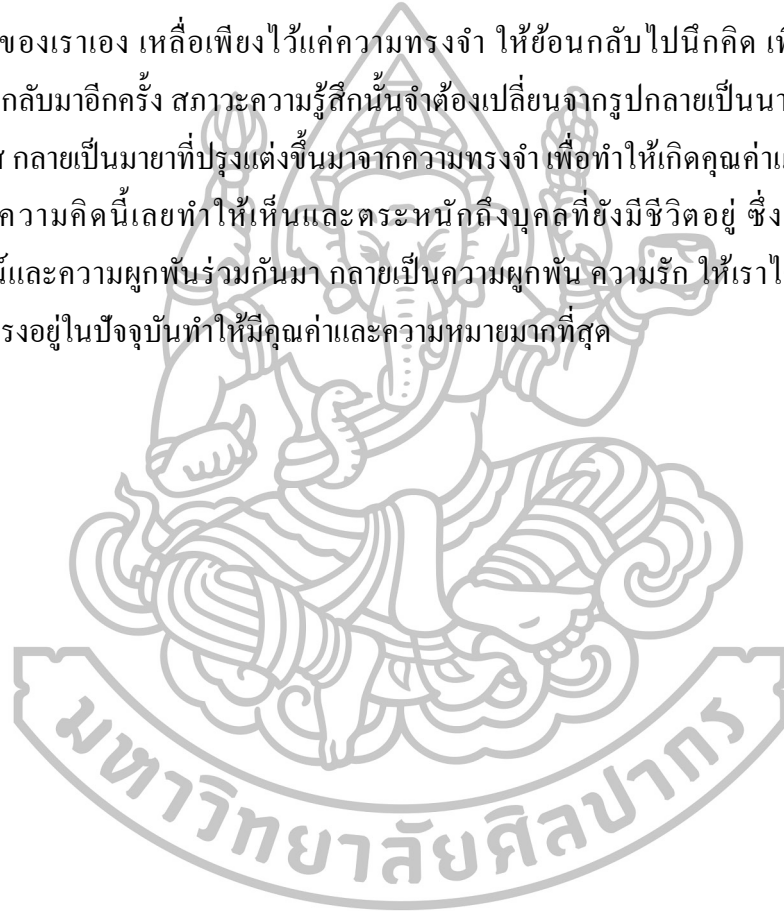 ของเราเอง เหลื่อเพียงไว้แค่ความทรงจำ ให้ย้อนกลับไปนึกคิด
กลับมาอีกครั้ง สภาวะความรู้สึกนั้นจำต้องเปลี่ยนจากรูปกลายเป็น
กลายเป็นมายาที่ปรุงแต่งขึ้นมาจากความทรงจำ เพื่อทำให้เกิดคุณค่า
ความคิดนี้เลยทำให้เห็นและตระหนักถึงบุคลที่ยังมีชีวิตอยู่ ซึ่ง
และความผูกพันร่วมกันมา กลายเป็นความผูกพัน ความรัก ให้เรา
อยู่ในปัจจุบันทำให้มีคุณค่าและความหมายมากที่สุด
มหาวิทยาลัยศิลปากร